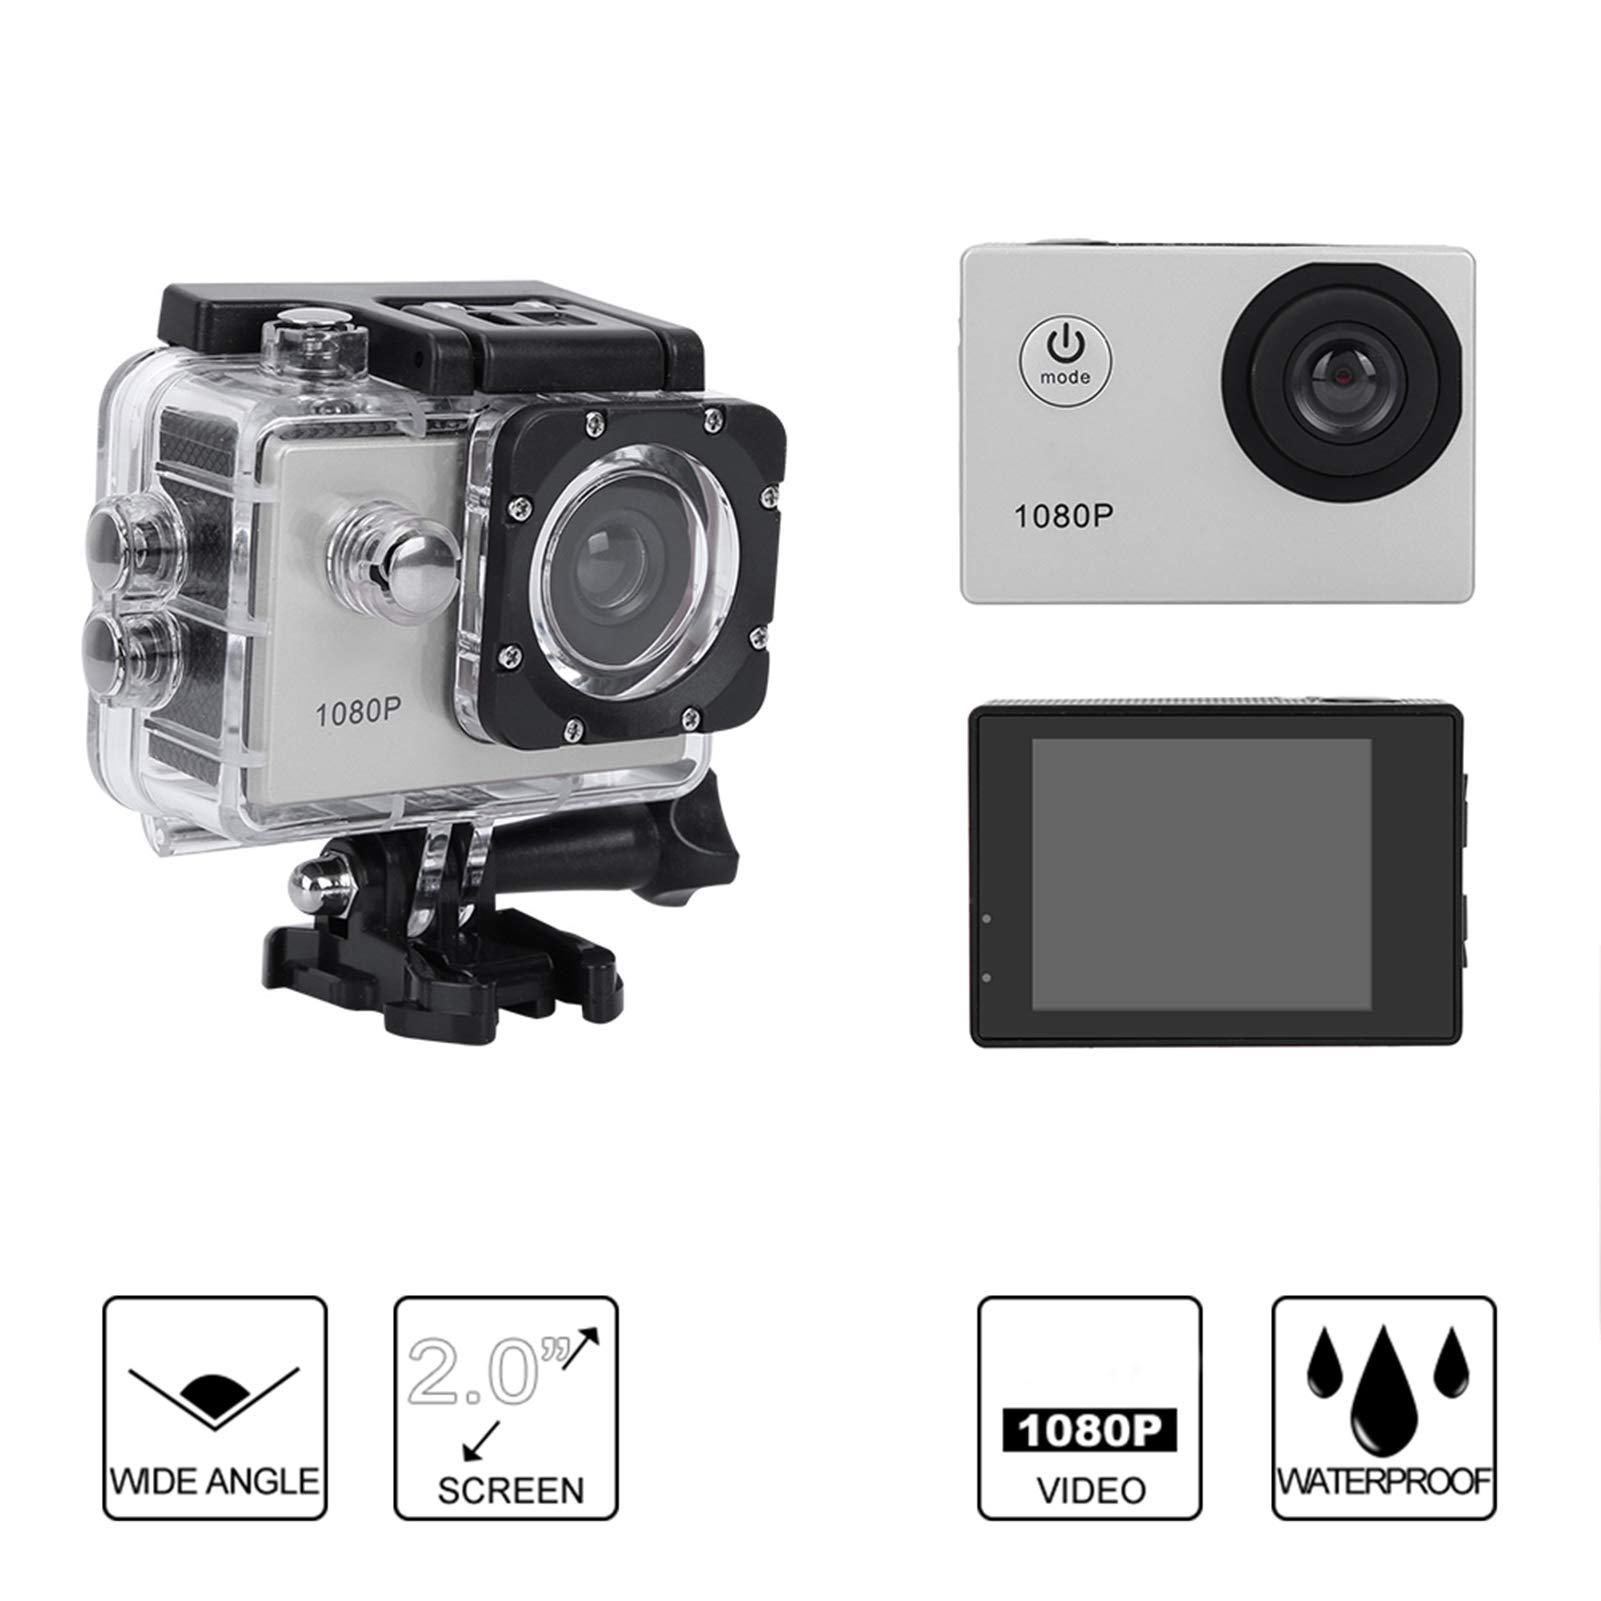 mode
1080P
1080P
WIDE ANGLE
2.0”
SCREEN
1080P
VIDEO
WATERPROOF